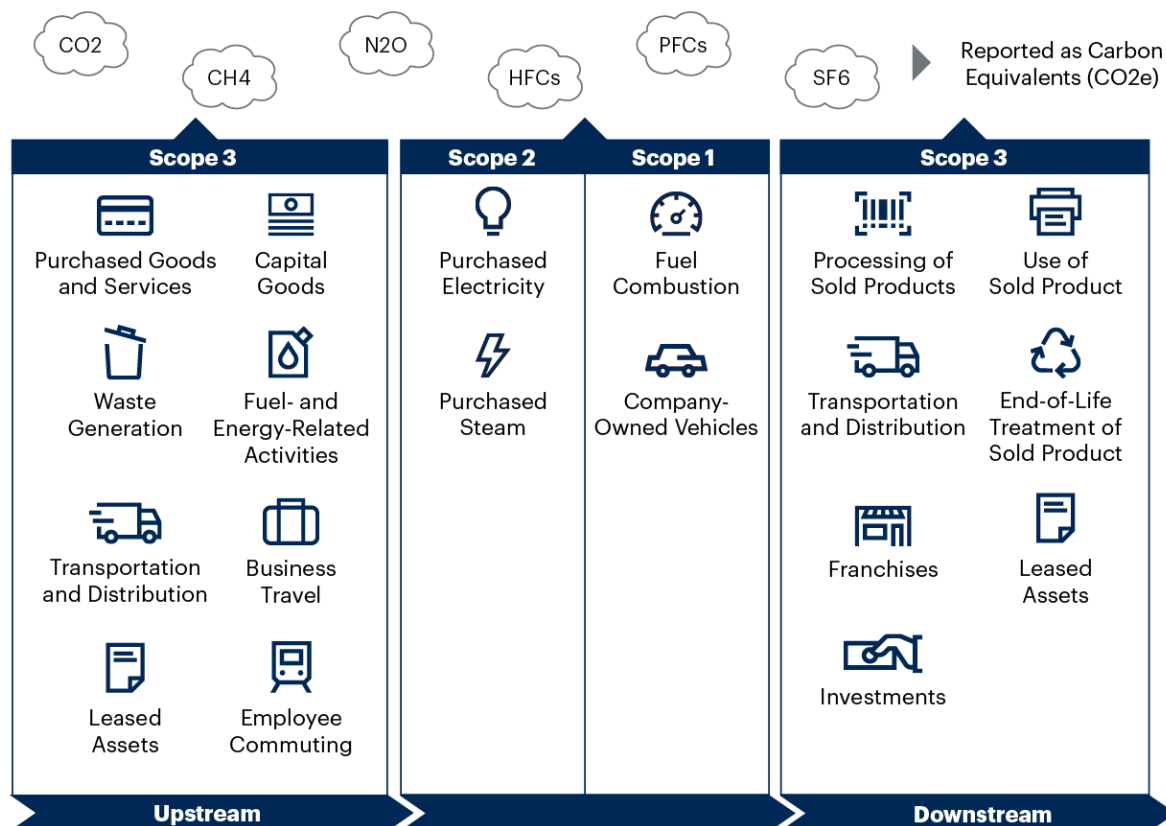 CO2
CH4
N2O
HFCs
PFCs
SF6
Reported as Carbon
Equivalents (CO2e)
Scope 3
Purchased Goods
and Services
Capital
Goods
Waste
Generation
Fuel- and
Energy-Related
Activities
Transportation
and Distribution
Business
Travel
Leased
Assets
Employee
Commuting
Upstream
Scope 2
Purchased
Electricity
Purchased
Steam
Scope 1
Fuel
Combustion
Company-
Owned Vehicles
Scope 3
Processing of
Sold Products
Use of
Sold Product
Transportation
and Distribution
End-of-Life
Treatment of
Sold Product
Franchises
Leased
Assets
Investments
Downstream